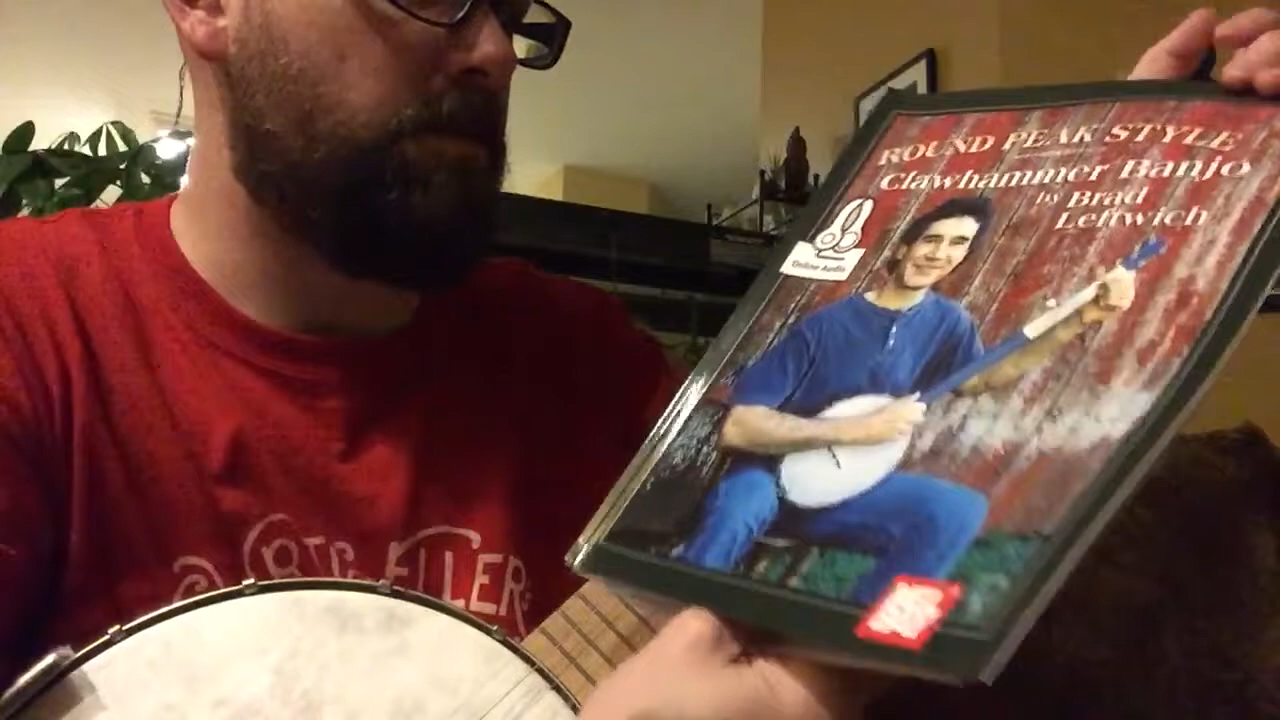 ROUND PEAK STYLE
Clawhammer Banjo
by Brad
Leftwich
Online Audio